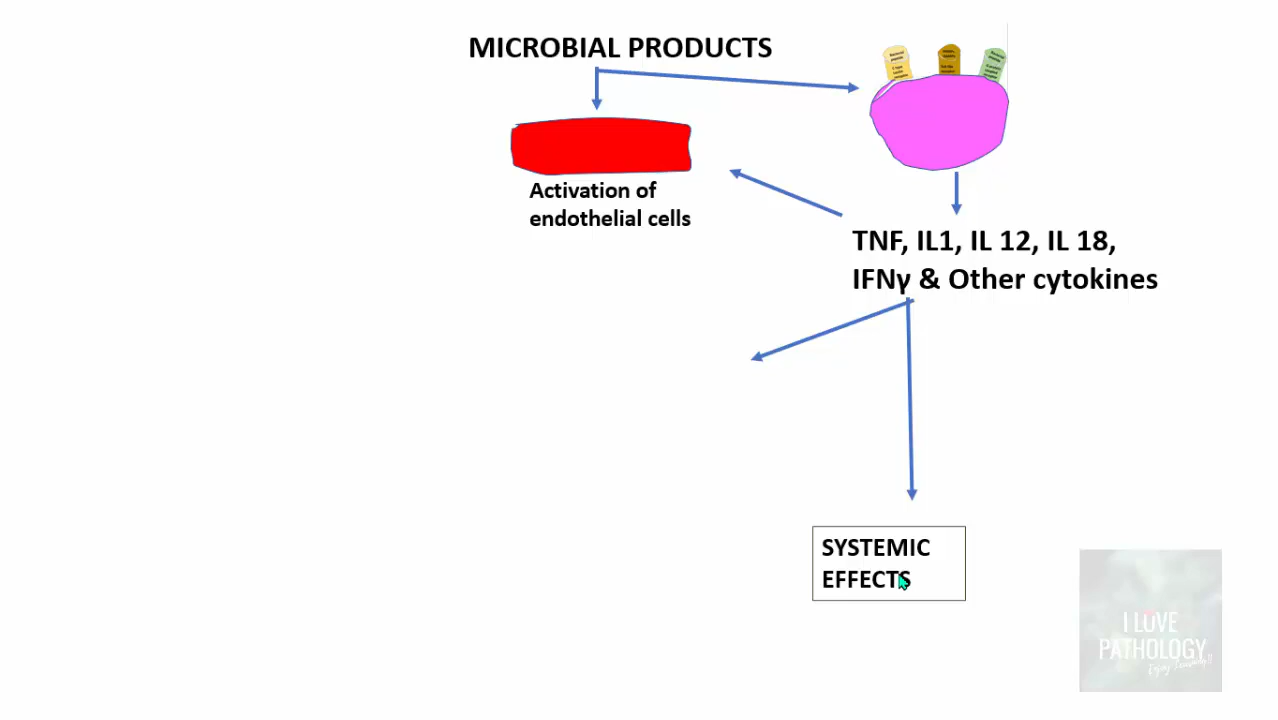 MICROBIAL PRODUCTS
Activation of
endothelial cells
TNF, IL1, IL 12, IL 18,
IFNγ & Other cytokines
SYSTEMIC
EFFECTS
I LOVE
PATHOLOGY